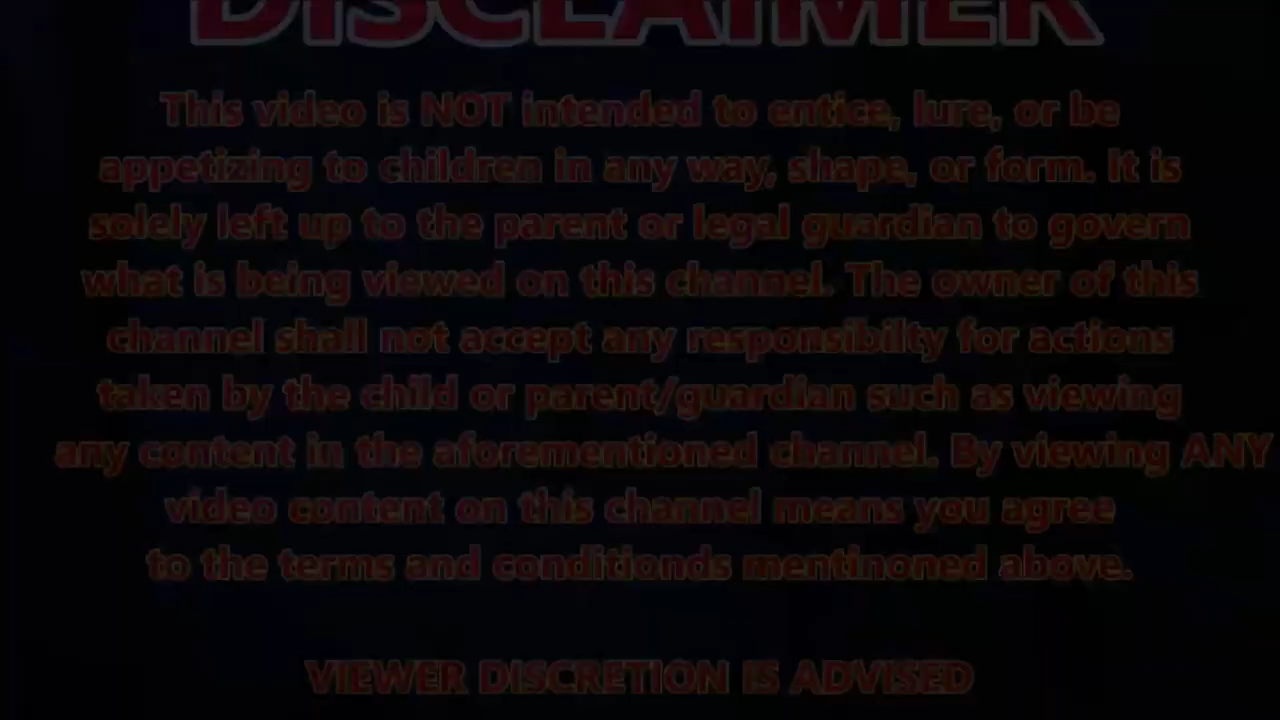 DISCLAIMER
This video is NOT intended to entice, lure, or be
appetizing to children in any way, shape, or form. It is
solely left up to the parent or legal guardian to govern
what is being viewed on this channel. The owner of this
channel shall not accept any responsibilty for actions
taken by the child or parent/guardian such as viewing
any content in the aforementioned channel. By viewing ANY
video content on this channel means you agree
to the terms and conditionds mentinoned above.
VIEWER DISCRETION IS ADVISED